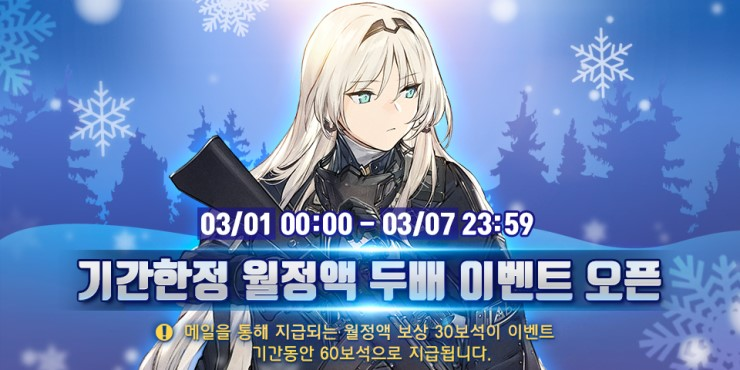 03/01 00:00 - 03/07 23:59
기간한정 월정액 두배 이벤트 오픈
! 메일을 통해 지급되는 월정액 보상 30보석이 이벤트
기간동안 60보석으로 지급됩니다.